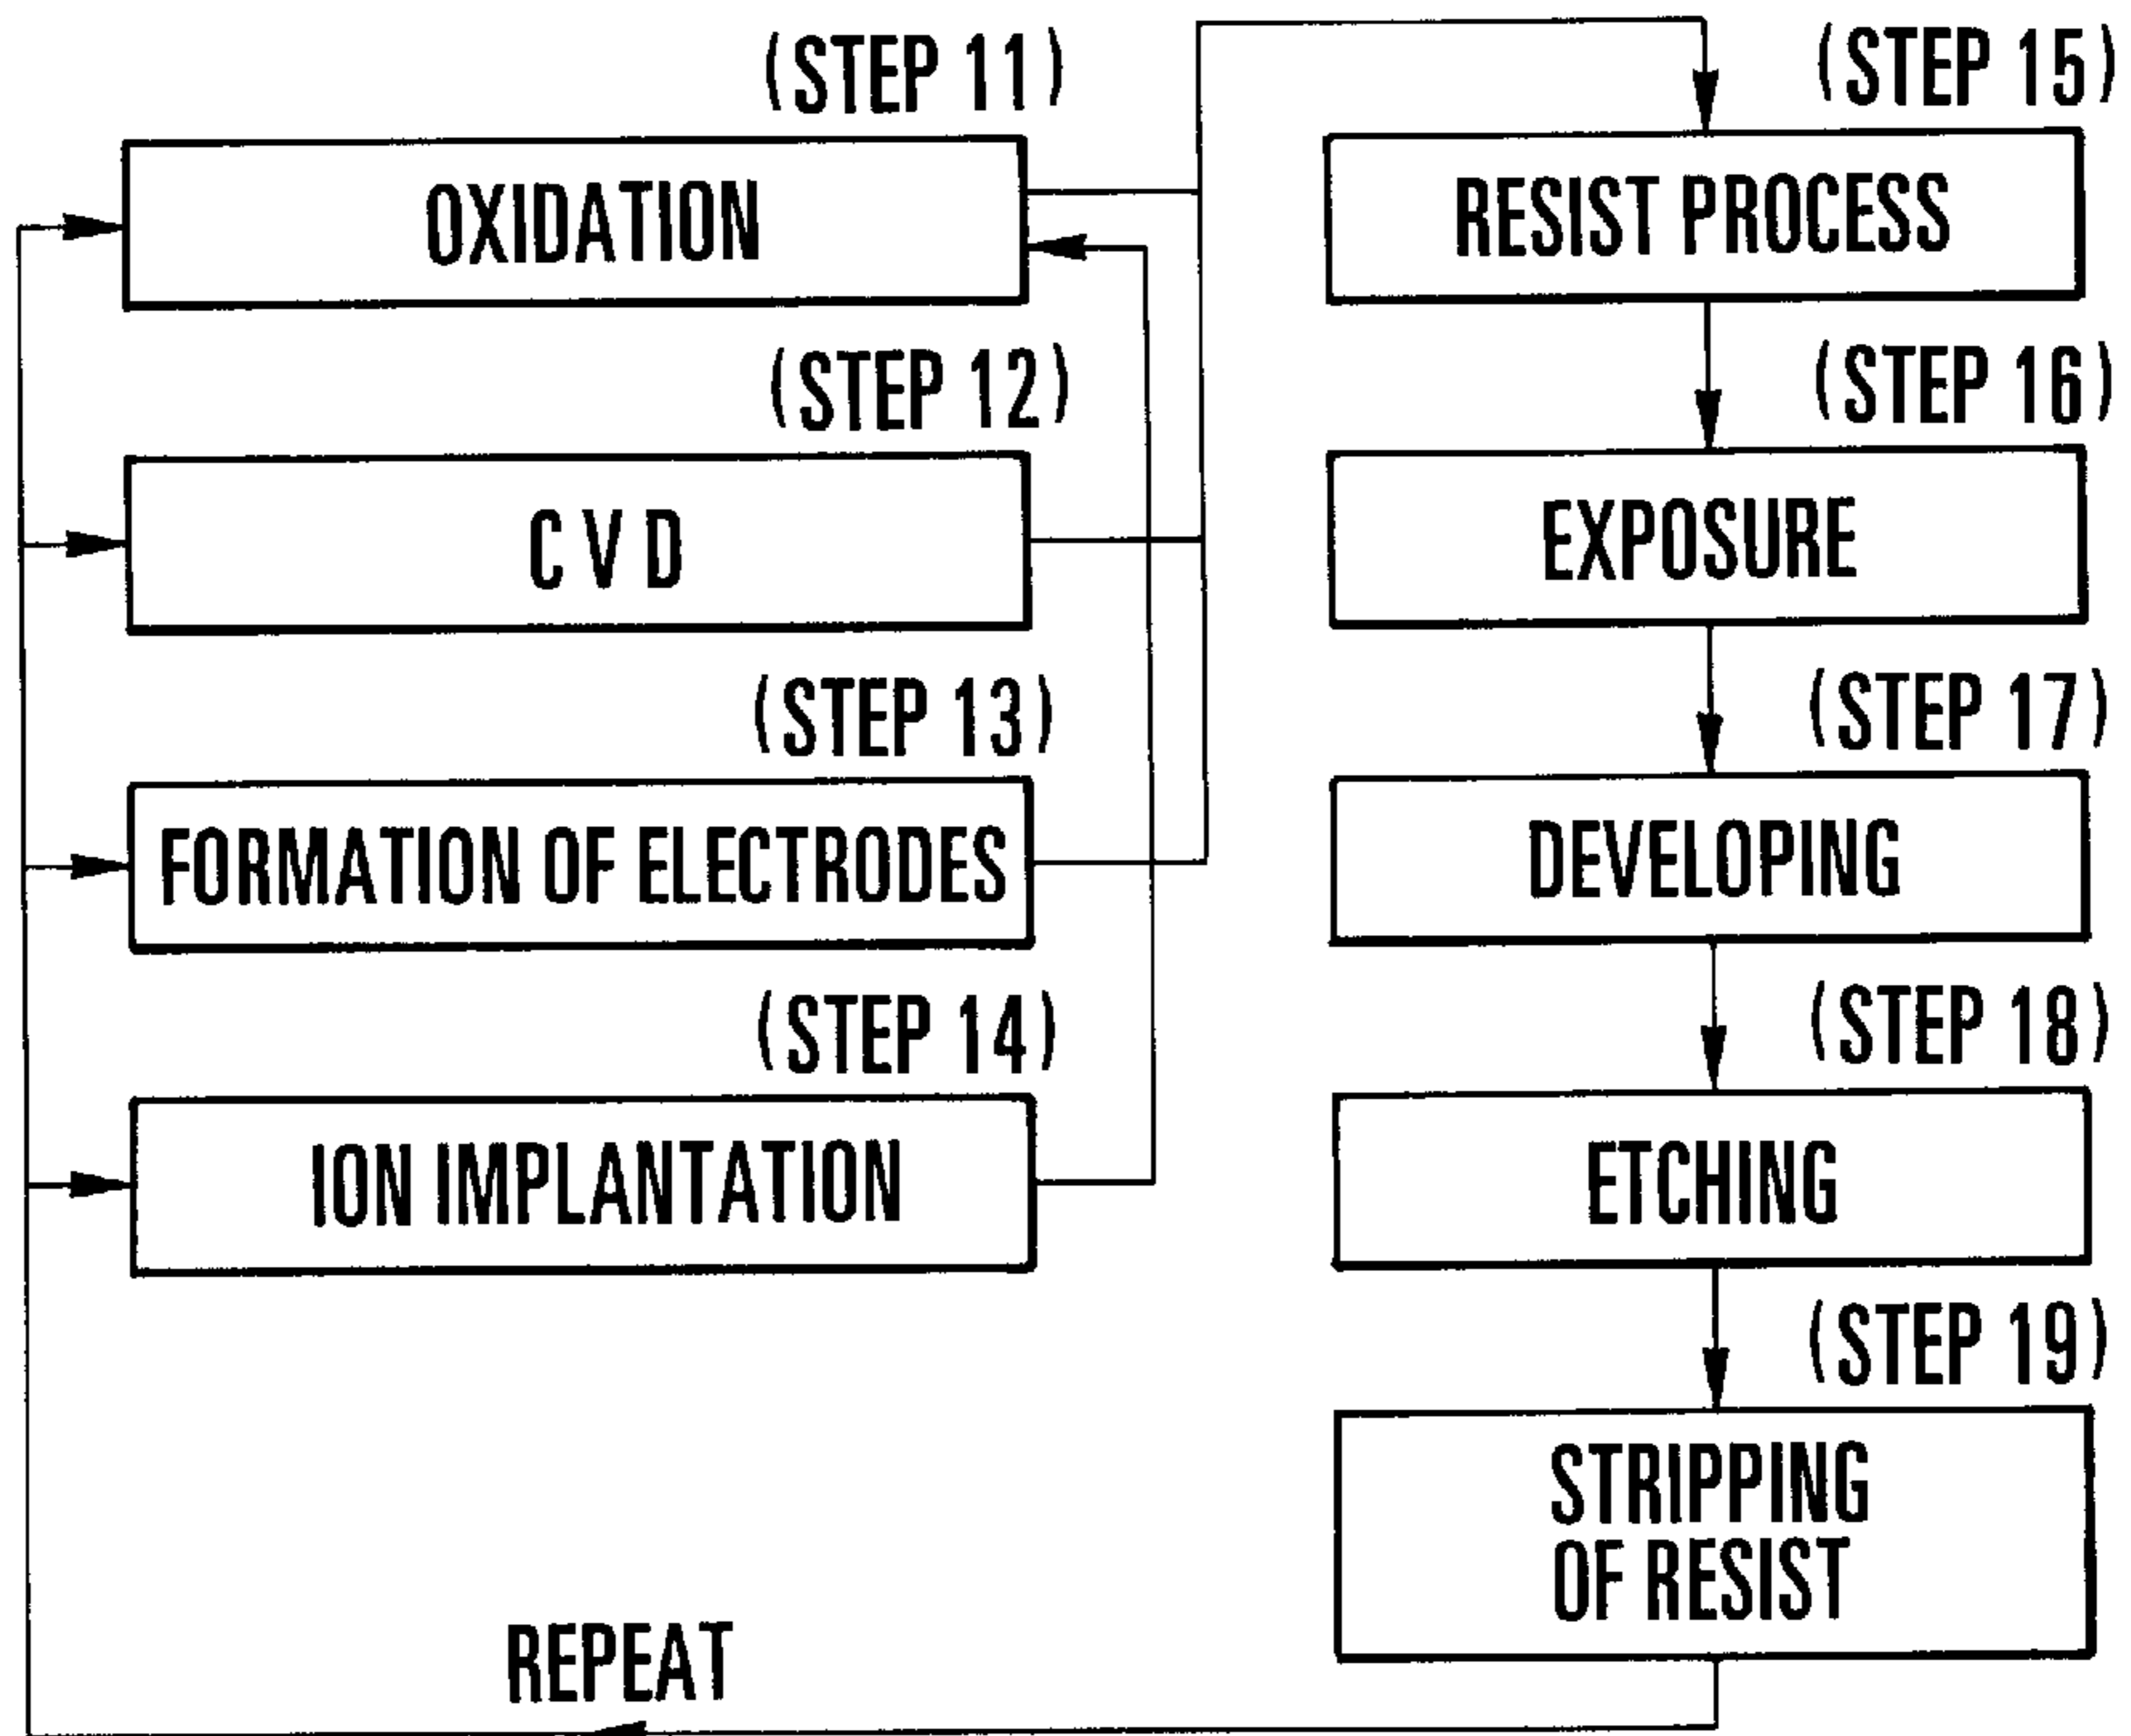 (STEP 11)
OXIDATION
(STEP 12)
CVD
(STEP 13)
FORMATION OF ELECTRODES
(STEP 14)
ION IMPLANTATION
(STEP 15)
RESIST PROCESS
(STEP 16)
EXPOSURE
(STEP 17)
DEVELOPING
(STEP 18)
ETCHING
(STEP 19)
STRIPPING
OF RESIST
REPEAT